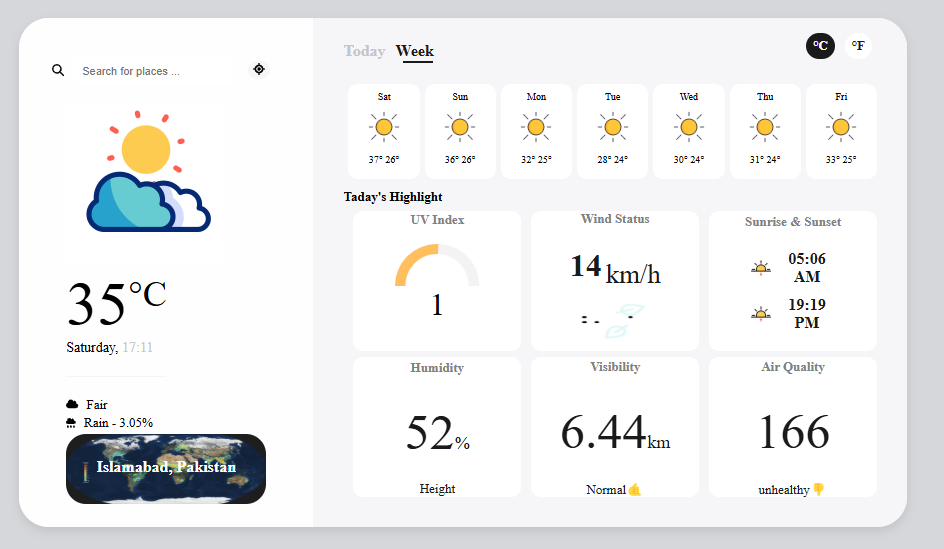 Search for places ...
35°C
Saturday, 17:11
Fair
Rain - 3.05%
Islamabad, Pakistan
Today Week
°C °F
Sat Sun Mon Tue Wed Thu Fri
37° 26° 36° 26° 32° 25° 28° 24° 30° 24° 31° 24° 33° 25°
Taday's Highlight
UV Index
1
Wind Status
14 km/h
Sunrise & Sunset
05:06
AM
19:19
PM
Humidity
52%
Height
Visibility
6.44km
Normal🤙
Air Quality
166
unhealthy👎